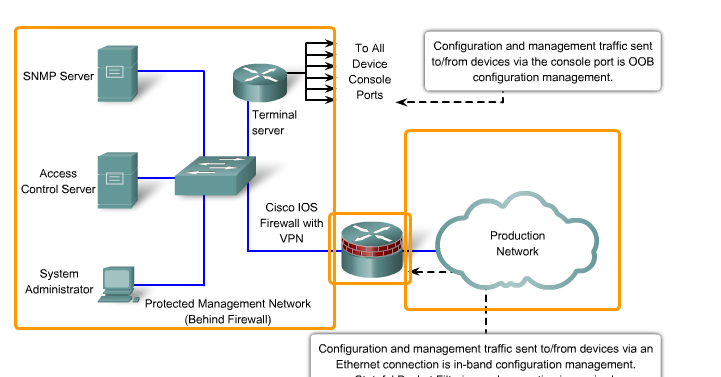 SNMP Server
To All
Device
Console
Ports
Configuration and management traffic sent
to/from devices via the console port is OOB
configuration management.
Terminal
server
Access
Control Server
Cisco IOS
Firewall with
VPN
Production
Network
System
Administrator
Protected Management Network
(Behind Firewall)
Configuration and management traffic sent to/from devices via an
Ethernet connection is in-band configuration management.